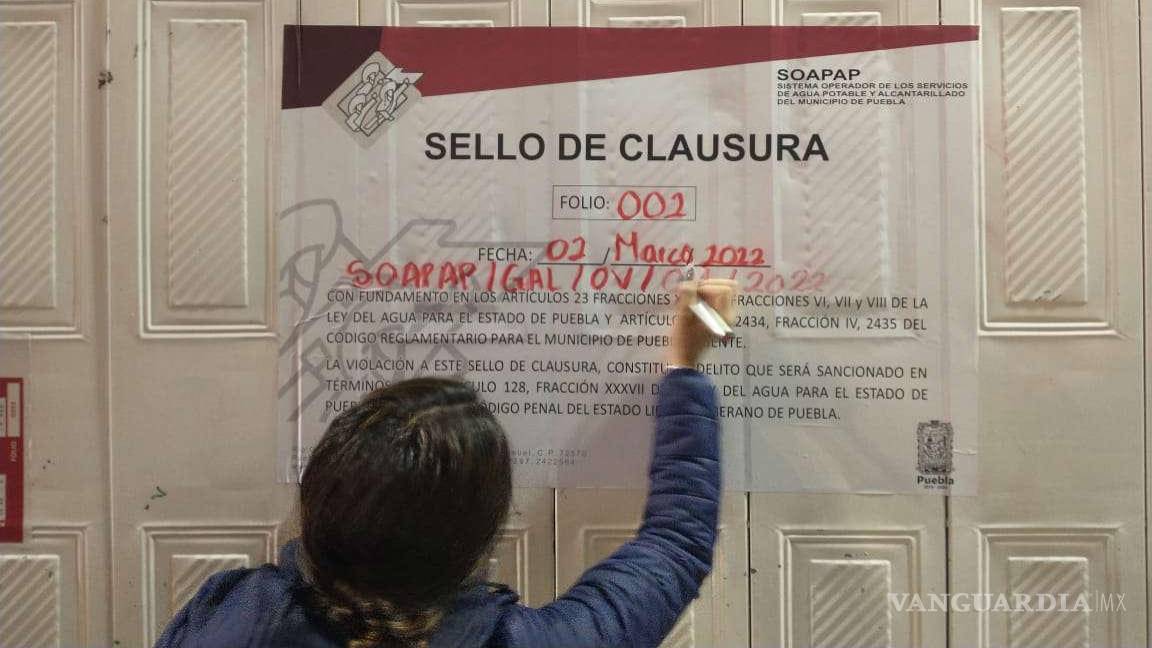 SOAPAP
SISTEMA OPERADOR DE LOS SERVICIOS
DE AGUA POTABLE Y ALCANTARILLADO
DEL MUNICIPIO DE PUEBLA
SELLO DE CLAUSURA
FOLIO: 002
FECHA: 02 / Marzo 2022
SOAPAP/GAL/OV/ /2022
CON FUNDAMENTO EN LOS ARTÍCULOS 23 FRACCIONES FRACCIONES VI, VII y VIII DE LA
LEY DEL AGUA PARA EL ESTADO DE PUEBLA Y 2434, FRACCIÓN IV, 2435 DEL
CÓDIGO REGLAMENTARIO PARA EL MUNICIPIO DE
LA VIOLACIÓN A ESTE SELLO DE CLAUSURA, DELITO QUE SERÁ SANCIONADO EN
TÉRMINOS 128, FRACCIÓN XXXVII DEL AGUA PARA EL ESTADO DE
PENAL DEL ESTADO DE PUEBLA.
C.P. 72570
Puebla
FOLIO
VANGUARDIA|MX